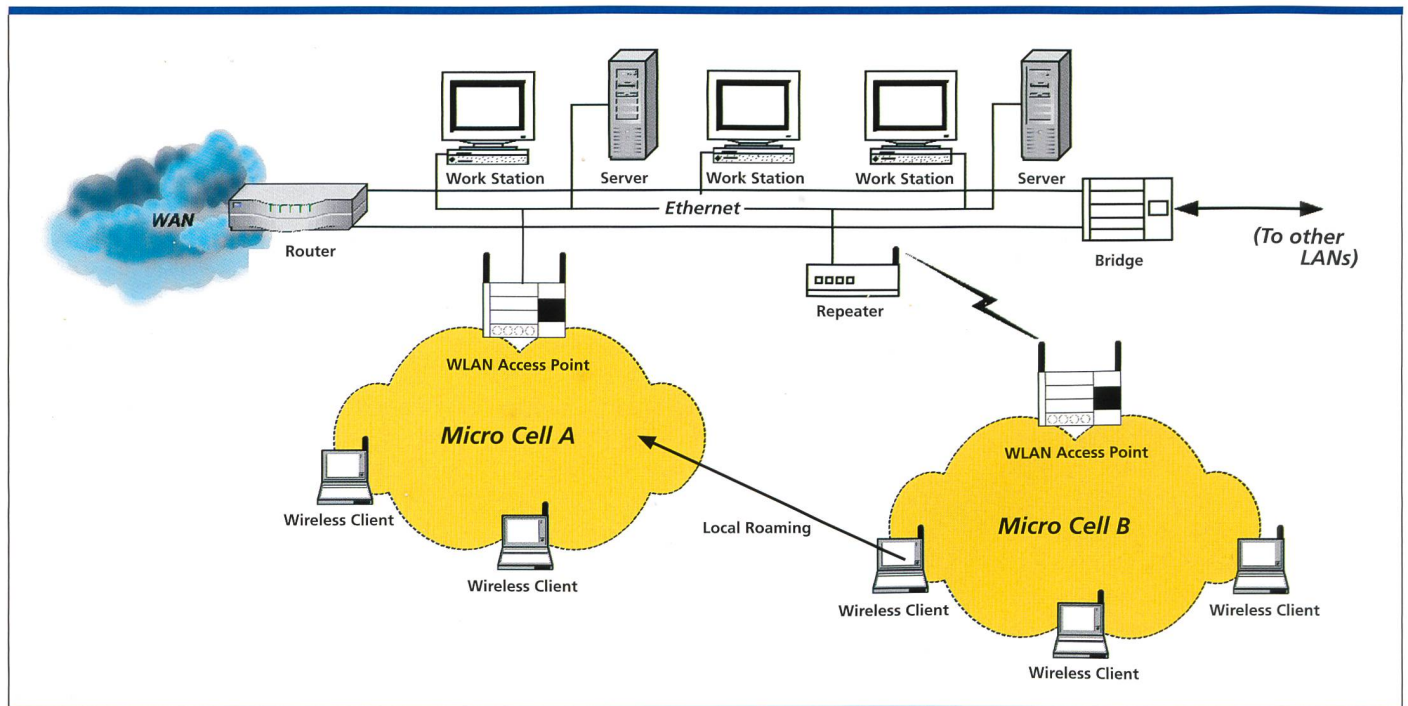 Work Station
Server
Work Station
Work Station
Server
WAN
Router
Ethernet
Bridge
(To other
LANs)
Repeater
WLAN Access Point
Micro Cell A
WLAN Access Point
Wireless Client
Wireless Client
Local Roaming
Micro Cell B
Wireless Client
Wireless Client
Wireless Client